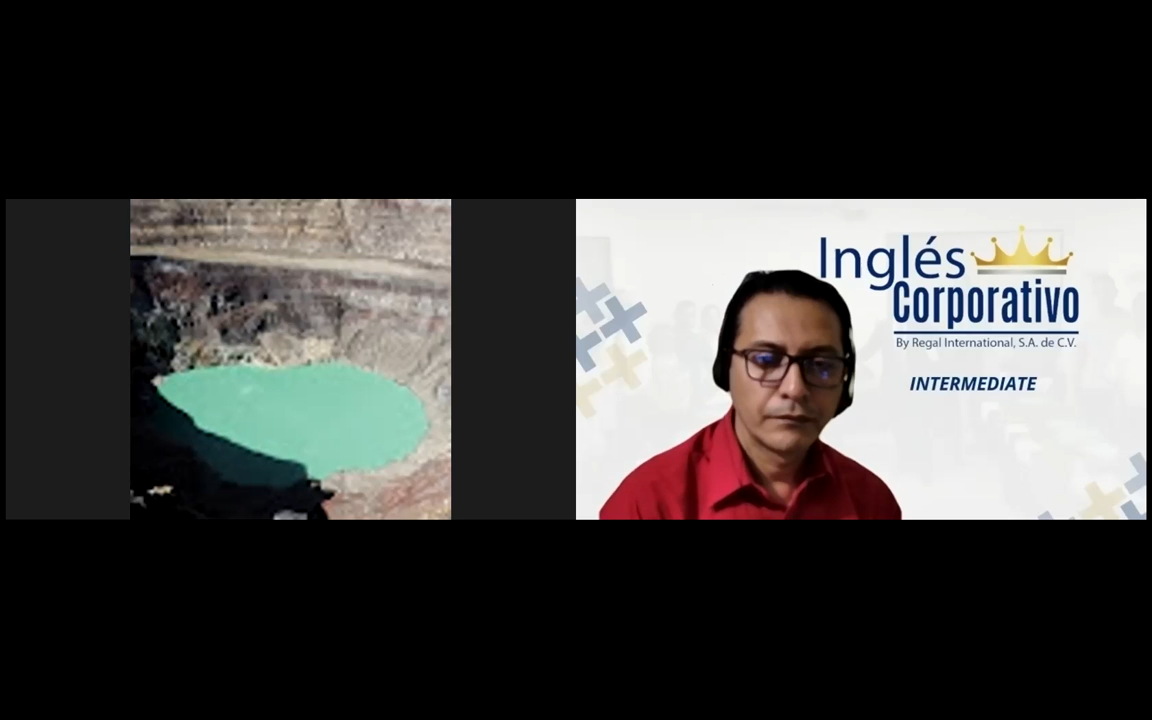 Inglés
Corporativo
By Regal International, S.A. de C.V.
INTERMEDIATE